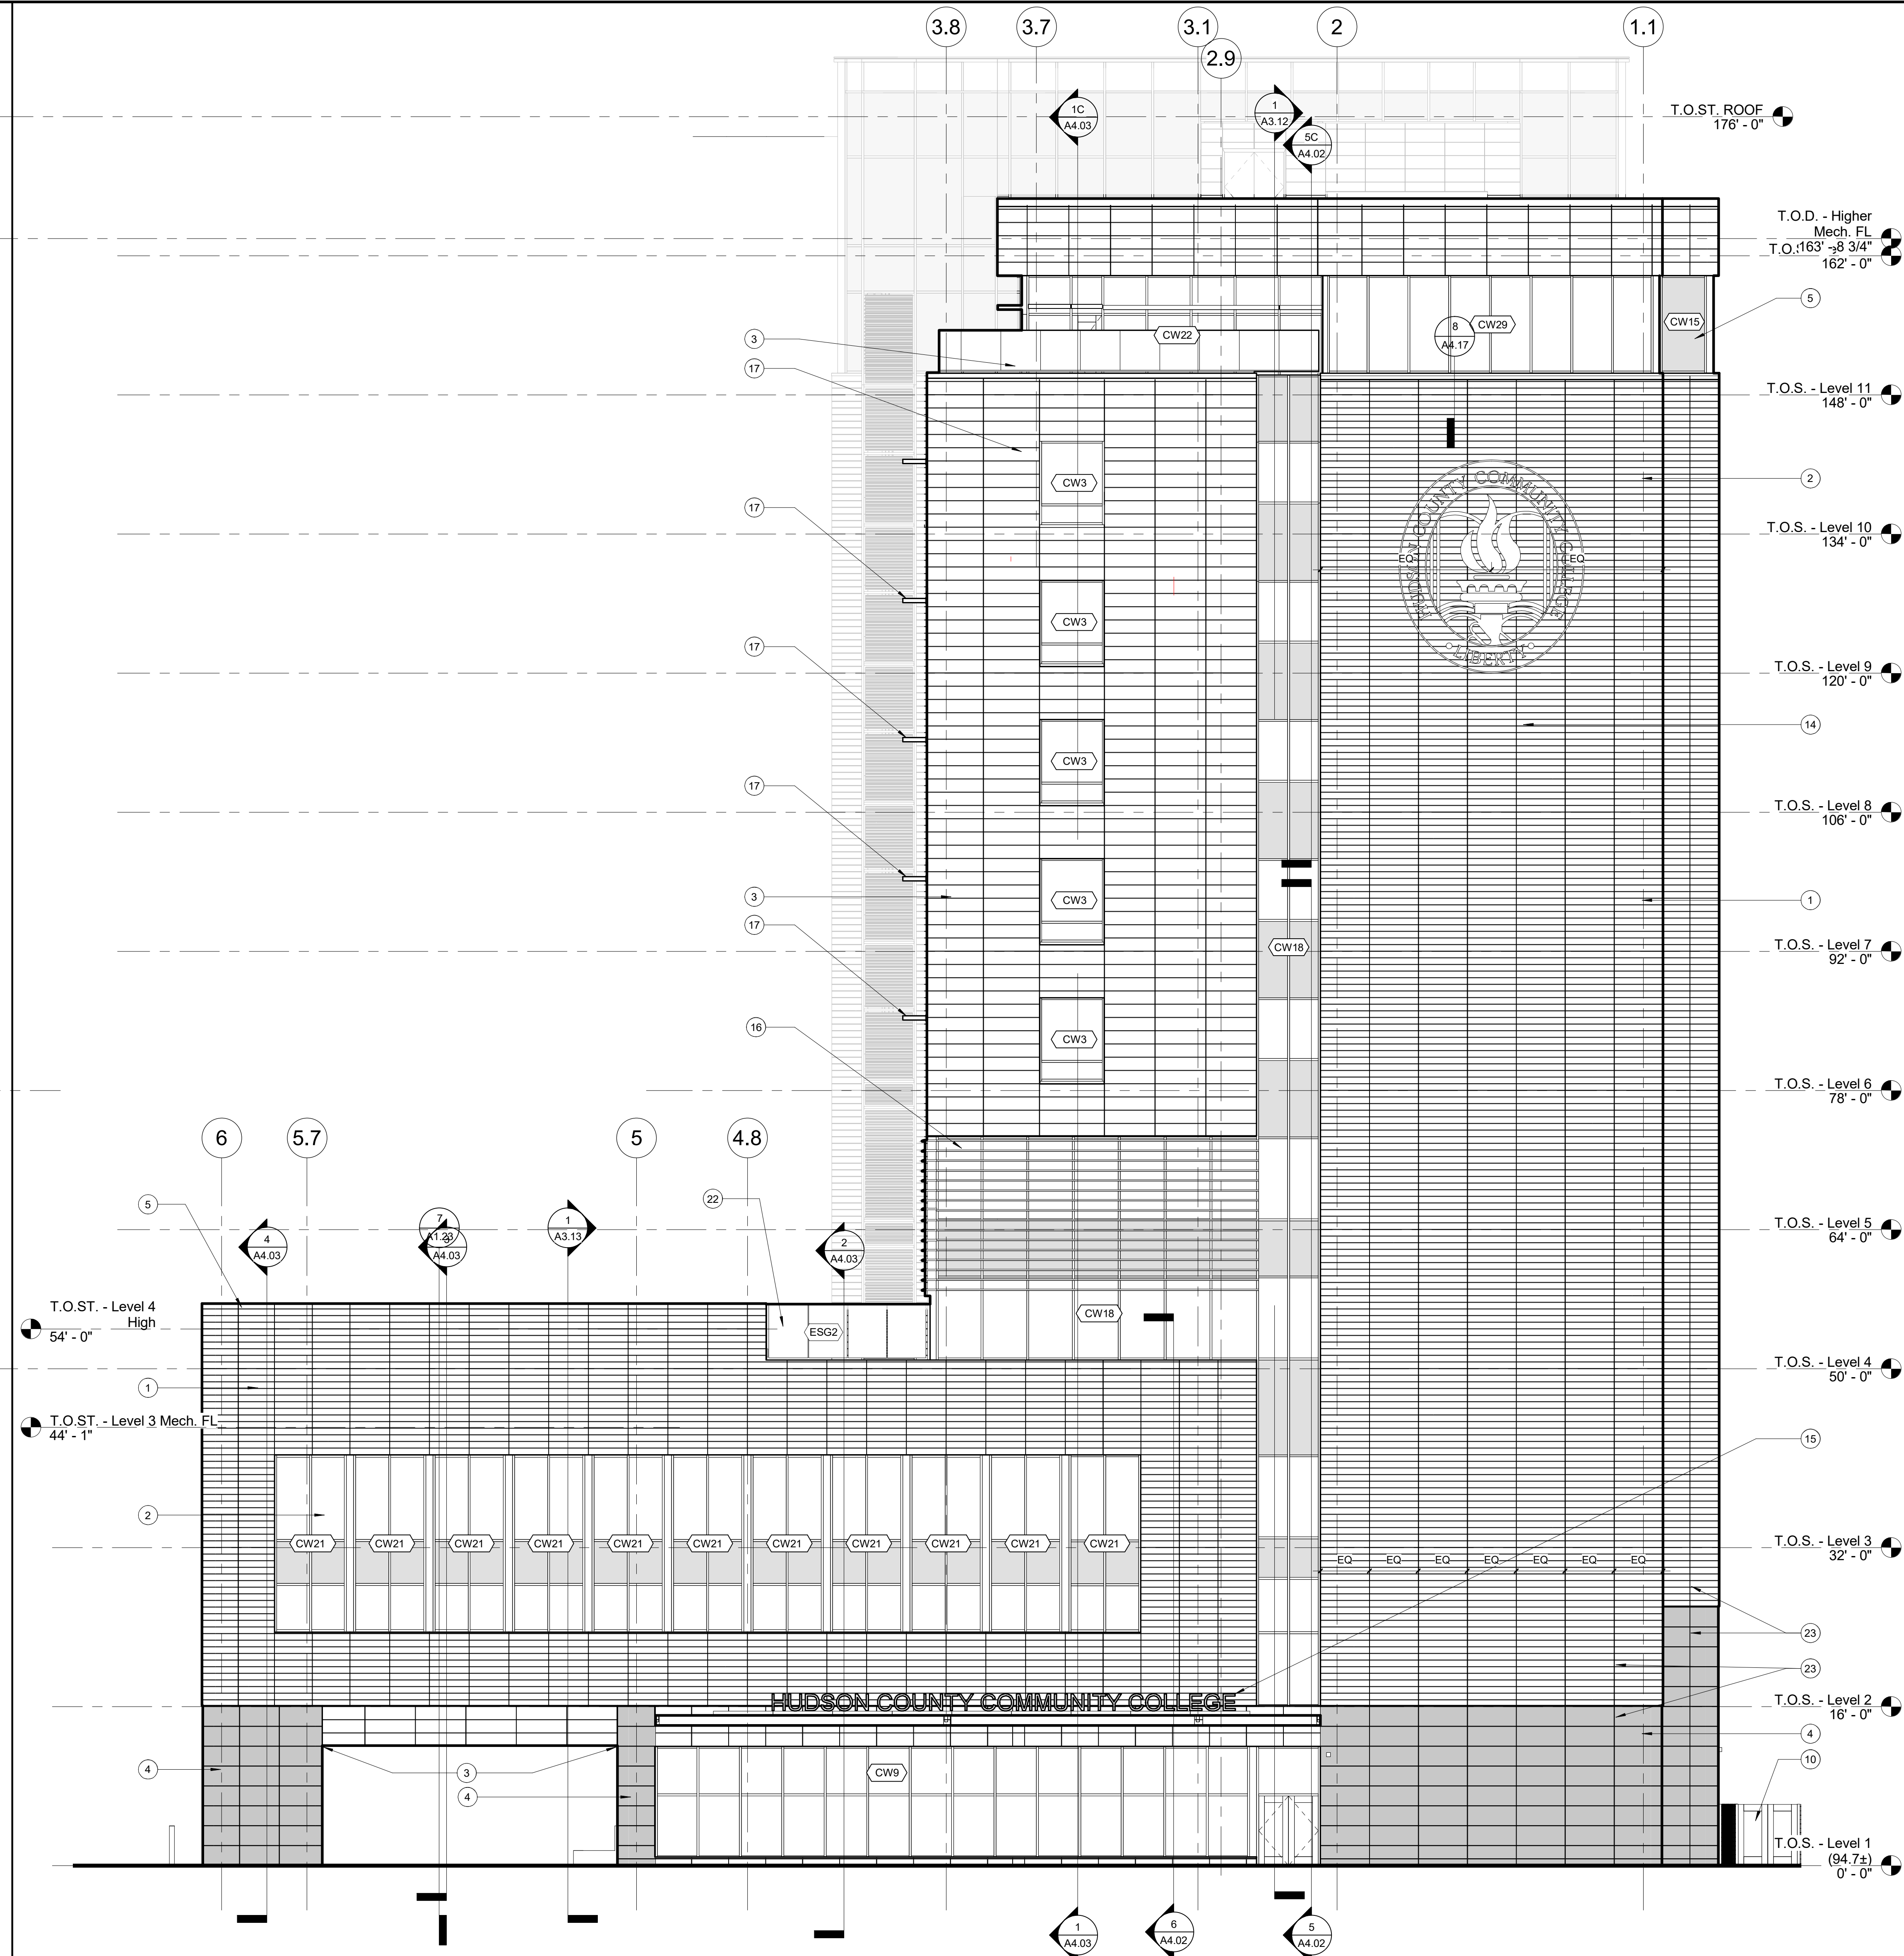 3.8
3.7
3.1
2.9
2
1.1
1C
A4.03
1
A3.12
5C
A4.02
T.O.ST. ROOF
176' - 0"
T.O.D. - Higher
Mech. FL
163' - 8 3/4"
162' - 0"
5
CW15
CW29
8
A4.17
CW22
3
17
T.O.S. - Level 11
148' - 0"
CW3
2
HUDSON COUNTY COMMUNITY COLLEGE
· LIBERTY ·
EQ
EQ
17
T.O.S. - Level 10
134' - 0"
CW3
17
T.O.S. - Level 9
120' - 0"
14
CW3
17
T.O.S. - Level 8
106' - 0"
3
CW3
1
17
CW18
T.O.S. - Level 7
92' - 0"
16
CW3
T.O.S. - Level 6
78' - 0"
6
5.7
5
4.8
5
22
4
A4.03
7
A1.23
A4.03
1
A3.13
2
A4.03
T.O.S. - Level 5
64' - 0"
T.O.ST. - Level 4
High
54' - 0"
ESG2
CW18
T.O.S. - Level 4
50' - 0"
1
T.O.ST. - Level 3 Mech. FL
44' - 1"
15
2
CW21
CW21
CW21
CW21
CW21
CW21
CW21
CW21
CW21
CW21
CW21
T.O.S. - Level 3
32' - 0"
EQ
EQ
EQ
EQ
EQ
EQ
EQ
23
23
HUDSON COUNTY COMMUNITY COLLEGE
T.O.S. - Level 2
16' - 0"
4
4
3
4
CW9
10
T.O.S. - Level 1
(94.7±)
0' - 0"
1
A4.03
6
A4.02
5
A4.02